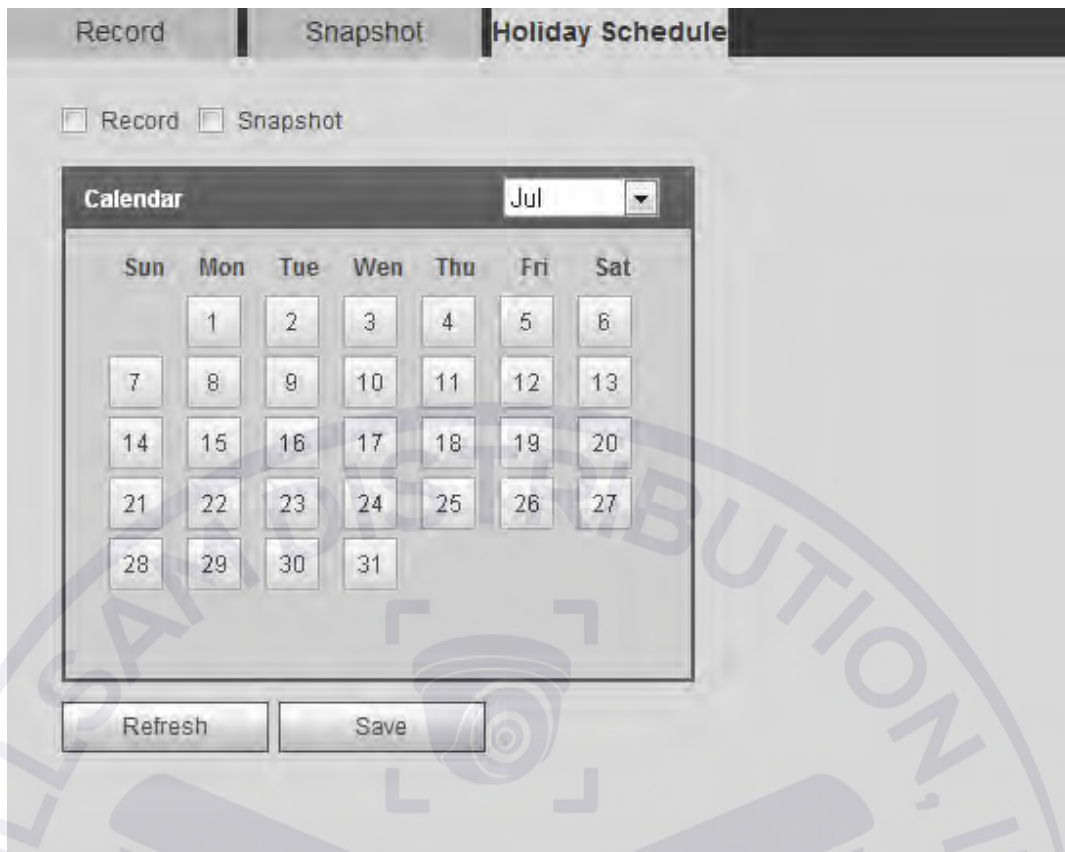 Record Snapshot Holiday Schedule
Record Snapshot
Calendar Jul
Sun Mon Tue Wen Thu Fri Sat
1 2 3 4 5 6
7 8 9 10 11 12 13
14 15 16 17 18 19 20
21 22 23 24 25 26 27
28 29 30 31
Refresh Save
DISTRIBUTION,